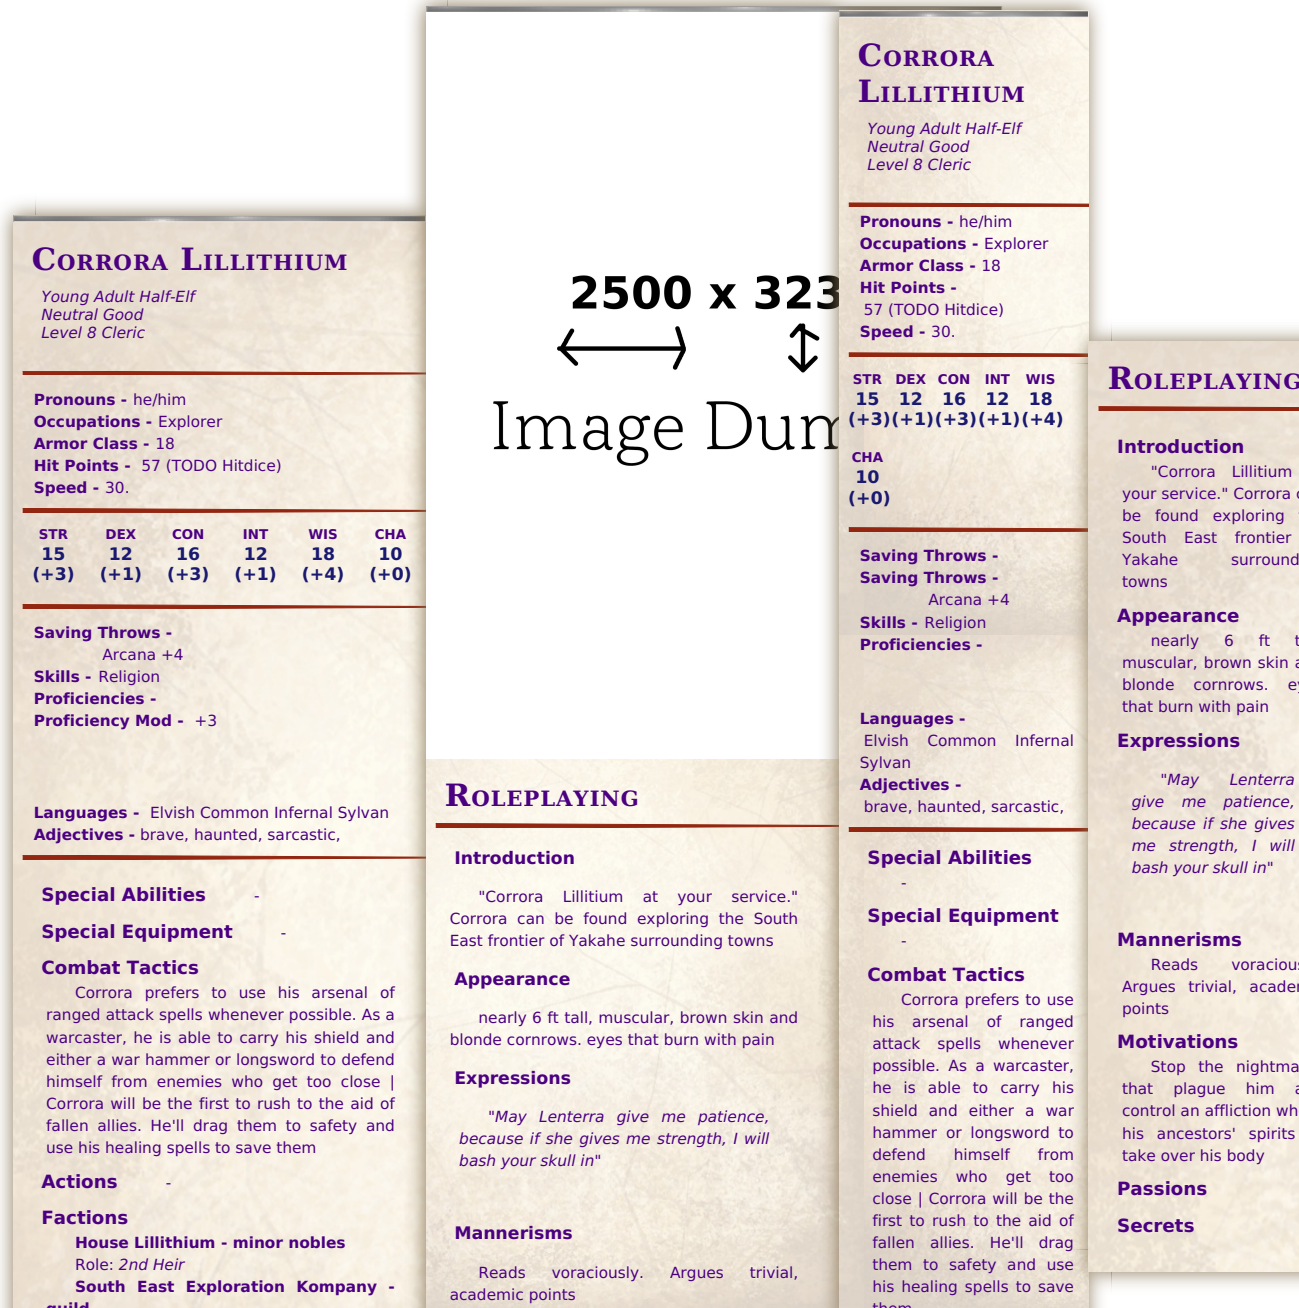 Corrora Lillithium
Young Adult Half-Elf
Neutral Good
Level 8 Cleric
Pronouns - he/him
Occupations - Explorer
Armor Class - 18
Hit Points - 57 (TODO Hitdice)
Speed - 30.
STR DEX CON INT WIS CHA
15 12 16 12 18 10
(+3) (+1) (+3) (+1) (+4) (+0)
Saving Throws -
Arcana +4
Skills - Religion
Proficiencies -
Proficiency Mod - +3
Languages - Elvish Common Infernal Sylvan
Adjectives - brave, haunted, sarcastic,
Special Abilities -
Special Equipment -
Combat Tactics
Corrora prefers to use his arsenal of
ranged attack spells whenever possible. As a
warcaster, he is able to carry his shield and
either a war hammer or longsword to defend
himself from enemies who get too close |
Corrora will be the first to rush to the aid of
fallen allies. He'll drag them to safety and
use his healing spells to save them
Actions -
Factions
House Lillithium - minor nobles
Role: 2nd Heir
South East Exploration Kompany -
guild
2500 x 323
Image Dum
Roleplaying
Introduction
"Corrora Lillitium at your service."
Corrora can be found exploring the South
East frontier of Yakahe surrounding towns
Appearance
nearly 6 ft tall, muscular, brown skin and
blonde cornrows. eyes that burn with pain
Expressions
"May Lenterra give me patience,
because if she gives me strength, I will
bash your skull in"
Mannerisms
Reads voraciously. Argues trivial,
academic points
Corrora
Lillithium
Young Adult Half-Elf
Neutral Good
Level 8 Cleric
Pronouns - he/him
Occupations - Explorer
Armor Class - 18
Hit Points -
57 (TODO Hitdice)
Speed - 30.
STR DEX CON INT WIS
15 12 16 12 18
(+3)(+1)(+3)(+1)(+4)
CHA
10
(+0)
Saving Throws -
Saving Throws -
Arcana +4
Skills - Religion
Proficiencies -
Languages -
Elvish Common Infernal
Sylvan
Adjectives -
brave, haunted, sarcastic,
Special Abilities
-
Special Equipment
-
Combat Tactics
Corrora prefers to use
his arsenal of ranged
attack spells whenever
possible. As a warcaster,
he is able to carry his
shield and either a war
hammer or longsword to
defend himself from
enemies who get too
close | Corrora will be the
first to rush to the aid of
fallen allies. He'll drag
them to safety and use
his healing spells to save
them
Roleplaying
Introduction
"Corrora Lillitium
your service." Corrora
be found exploring
South East frontier
Yakahe surround
towns
Appearance
nearly 6 ft
muscular, brown skin
blonde cornrows.
that burn with pain
Expressions
"May Lenterra
give me patience,
because if she gives
me strength, I will
bash your skull in"
Mannerisms
Reads voracious
Argues trivial, academ
points
Motivations
Stop the nightma
that plague him
control an affliction wh
his ancestors' spirits
take over his body
Passions
Secrets